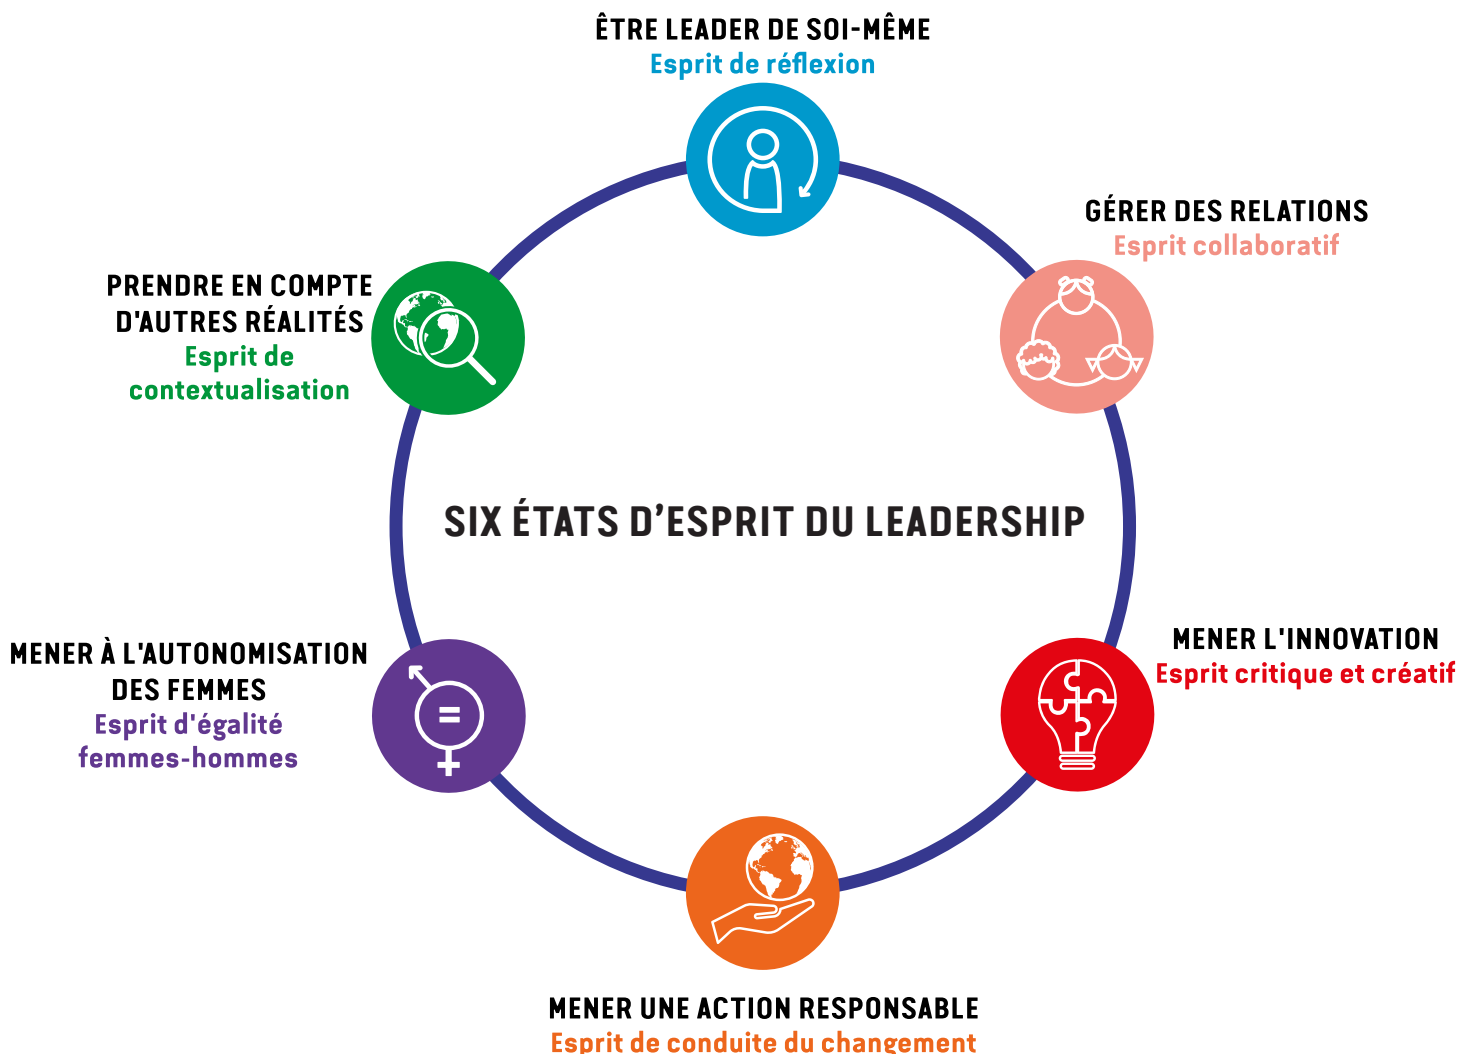 ÊTRE LEADER DE SOI-MÊME
Esprit de réflexion
GÉRER DES RELATIONS
Esprit collaboratif
PRENDRE EN COMPTE
D'AUTRES RÉALITÉS
Esprit de
contextualisation
SIX ÉTATS D’ESPRIT DU LEADERSHIP
MENER L'INNOVATION
Esprit critique et créatif
MENER À L'AUTONOMISATION
DES FEMMES
Esprit d'égalité
femmes-hommes
MENER UNE ACTION RESPONSABLE
Esprit de conduite du changement